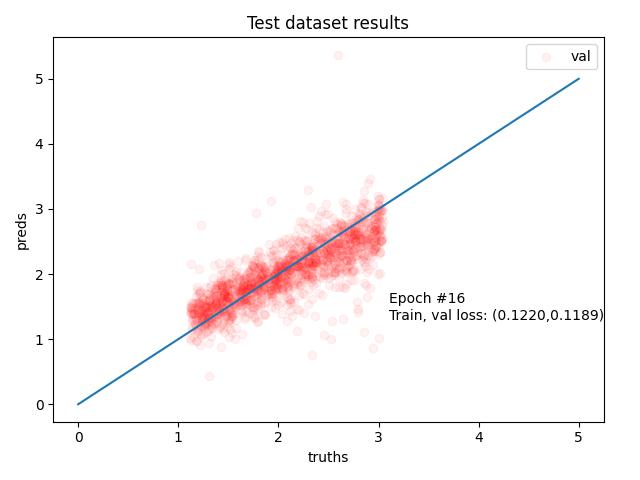 Test dataset results
val
5
4
3
2
1
0
preds
Epoch #16
Train, val loss: (0.1220,0.1189)
0 1 2 3 4 5
truths